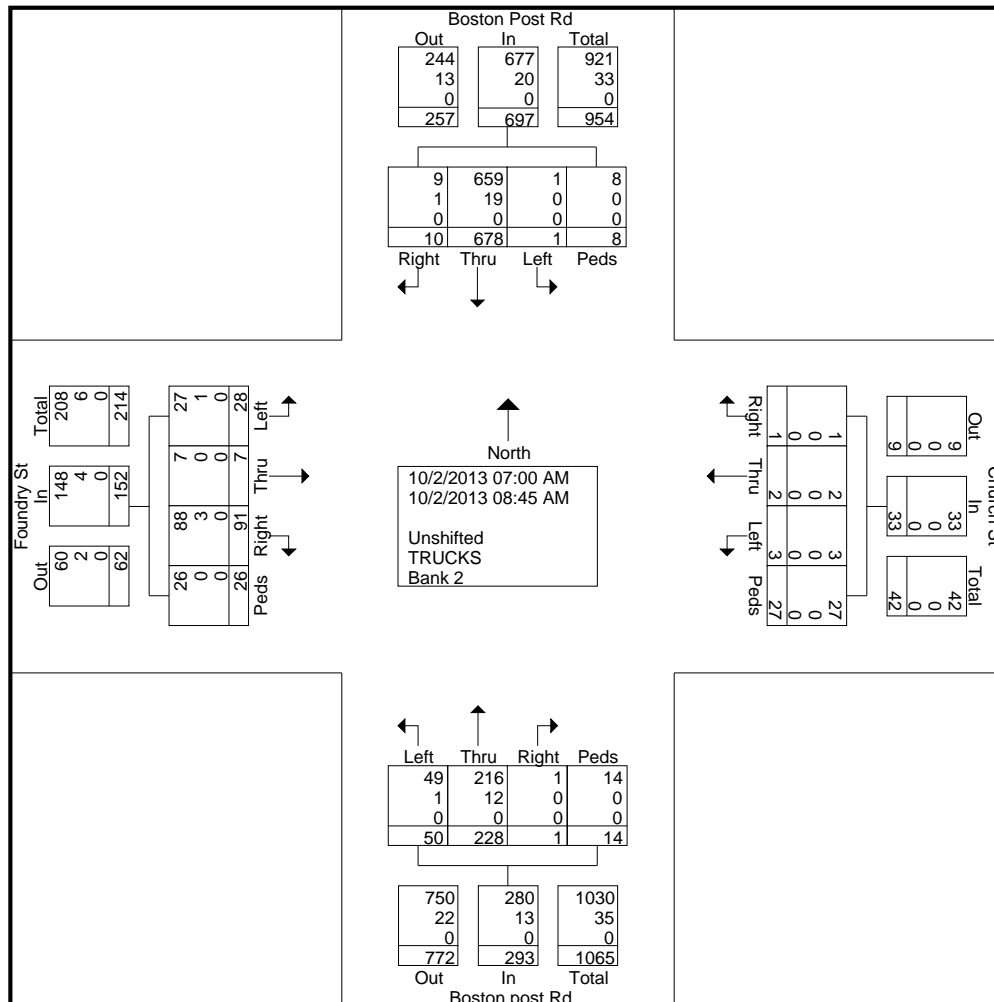 Boston Post Rd
Out In Total
244 677 921
13 20 33
0 0 0
257 697 954
9 659 1 8
1 19 0 0
0 0 0 0
10 678 1 8
Right Thru Left Peds
Foundry St
Total In Out
208 148 60
6 4 2
0 0 0
214 152 62
27 7 88 26
1 0 3 0
0 0 0 0
28 7 91 26
Left Thru Right Peds
North
10/2/2013 07:00 AM
10/2/2013 08:45 AM
Unshifted
TRUCKS
Bank 2
Right Thru Left Peds
1 2 3 27
0 0 0 0
0 0 0 0
1 2 3 27
Church St
Out In Total
9 33 42
0 0 0
0 0 0
9 33 42
Left Thru Right Peds
49 216 1 14
1 12 0 0
0 0 0 0
50 228 1 14
750 280 1030
22 13 35
0 0 0
772 293 1065
Out In Total
Boston post Rd